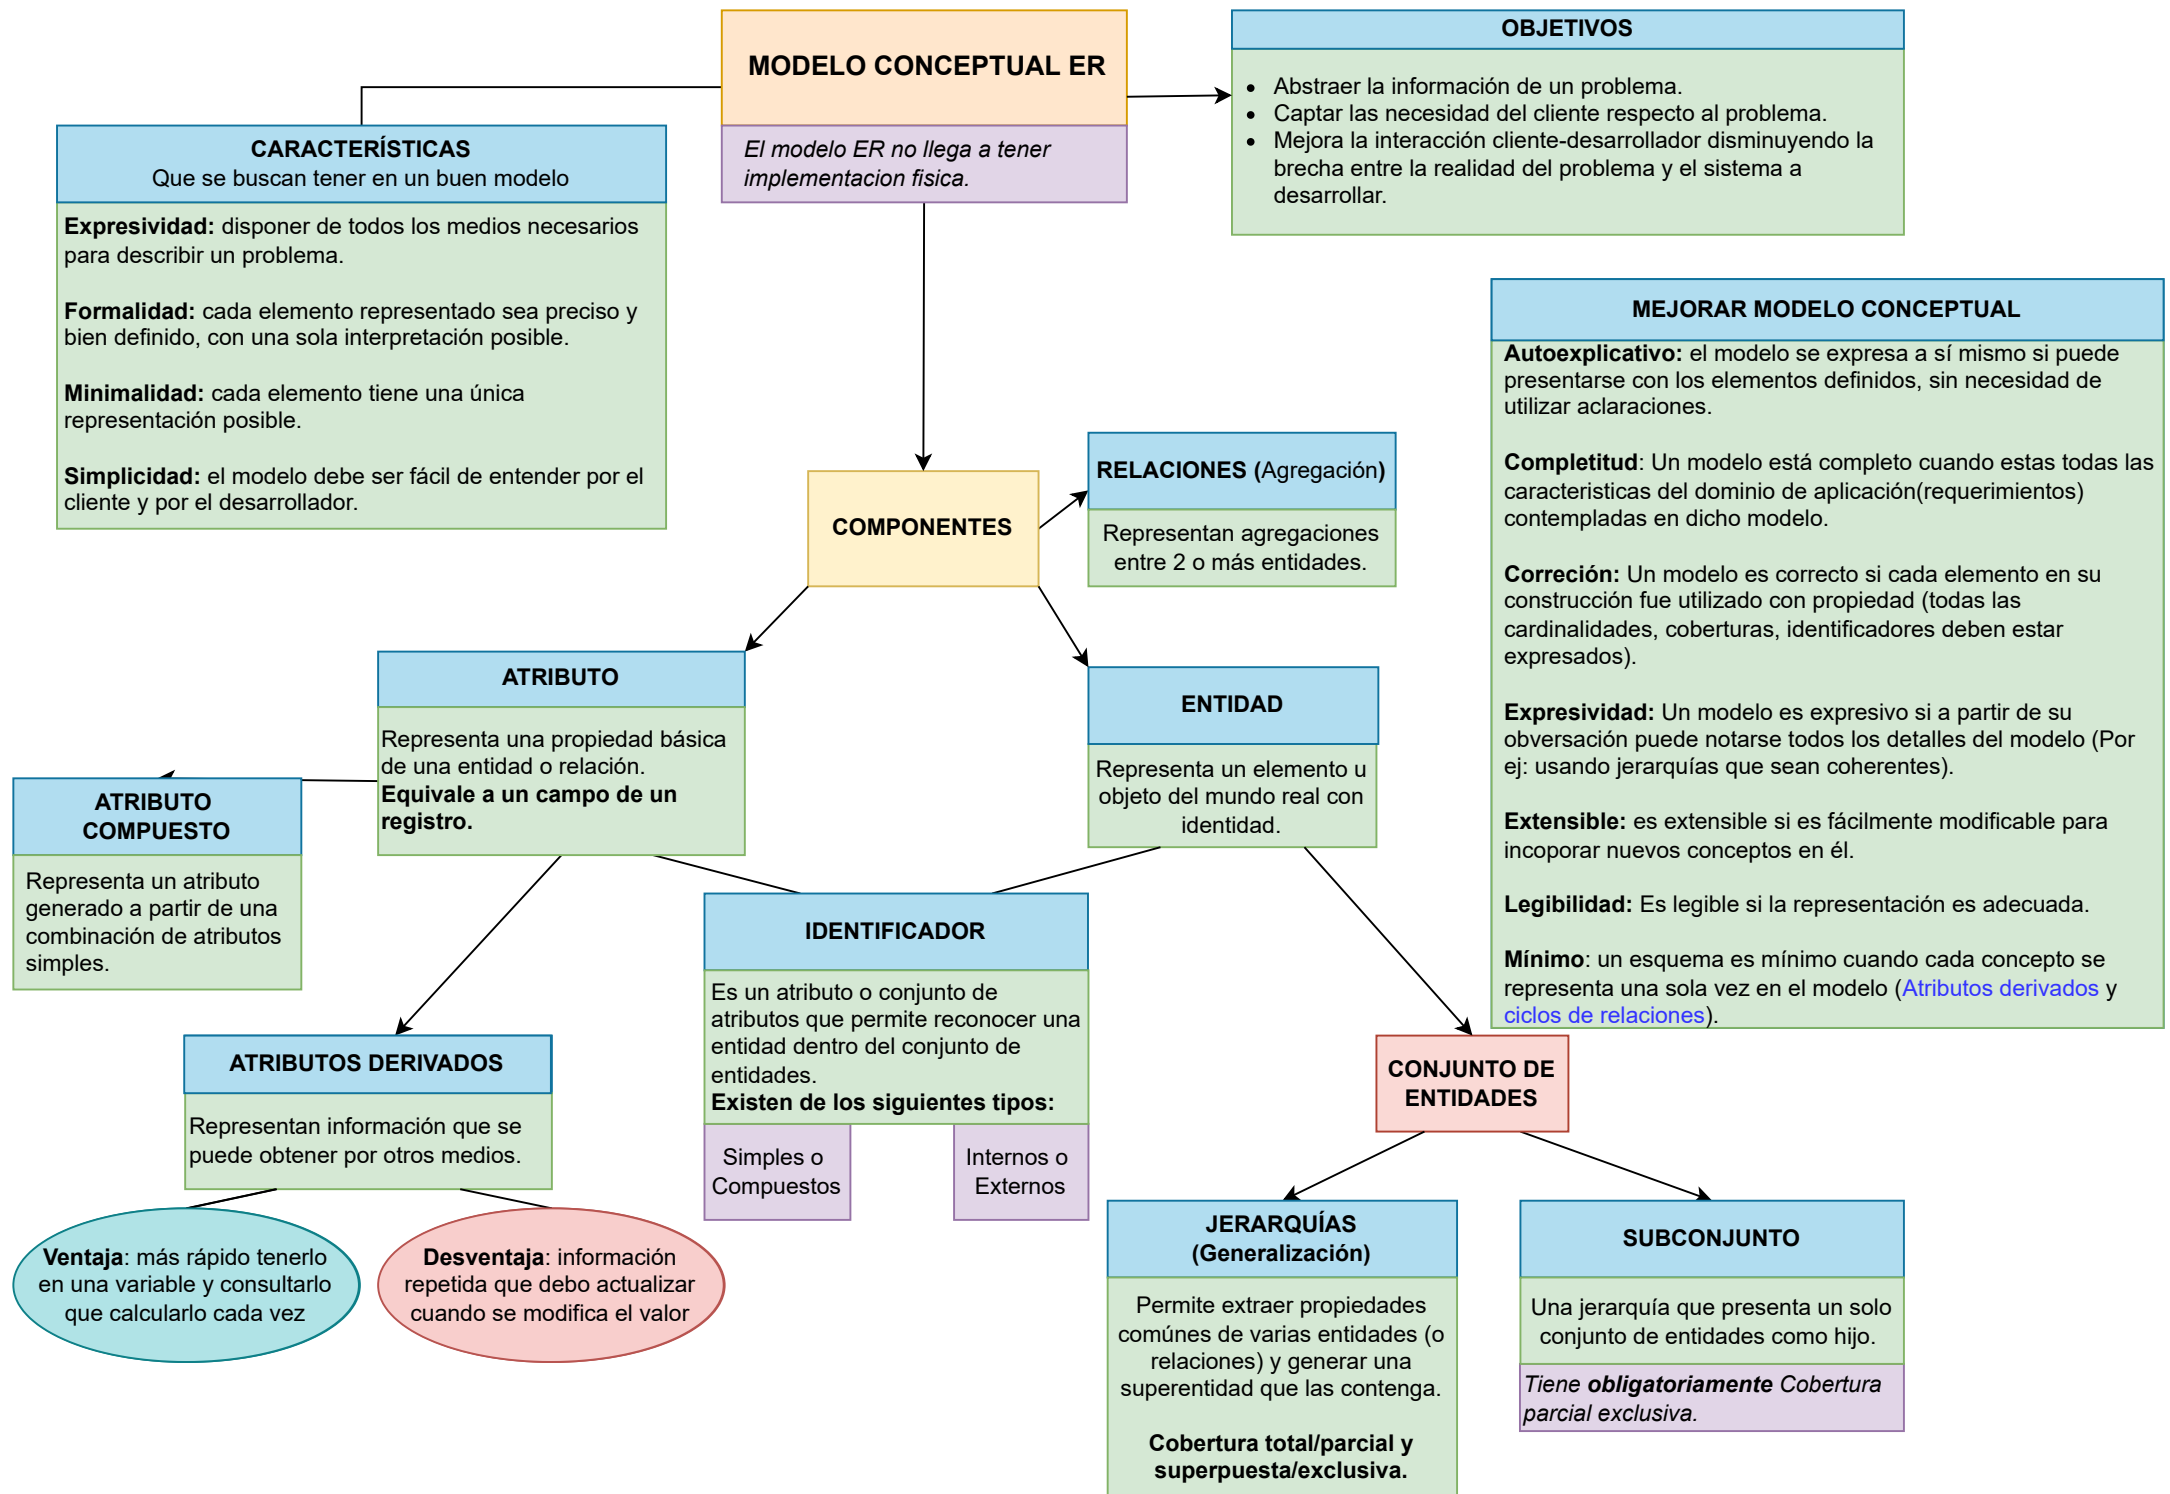 MODELO CONCEPTUAL ER
El modelo ER no llega a tener
implementacion fisica.
OBJETIVOS
• Abstraer la información de un problema.
• Captar las necesidad del cliente respecto al problema.
• Mejora la interacción cliente-desarrollador disminuyendo la
brecha entre la realidad del problema y el sistema a
desarrollar.
CARACTERÍSTICAS
Que se buscan tener en un buen modelo
Expresividad: disponer de todos los medios necesarios
para describir un problema.
Formalidad: cada elemento representado sea preciso y
bien definido, con una sola interpretación posible.
Minimalidad: cada elemento tiene una única
representación posible.
Simplicidad: el modelo debe ser fácil de entender por el
cliente y por el desarrollador.
MEJORAR MODELO CONCEPTUAL
Autoexplicativo: el modelo se expresa a sí mismo si puede
presentarse con los elementos definidos, sin necesidad de
utilizar aclaraciones.
Completitud: Un modelo está completo cuando estas todas las
caracteristicas del dominio de aplicación(requerimientos)
contempladas en dicho modelo.
Correción: Un modelo es correcto si cada elemento en su
construcción fue utilizado con propiedad (todas las
cardinalidades, coberturas, identificadores deben estar
expresados).
Expresividad: Un modelo es expresivo si a partir de su
obversación puede notarse todos los detalles del modelo (Por
ej: usando jerarquías que sean coherentes).
Extensible: es extensible si es fácilmente modificable para
incoporar nuevos conceptos en él.
Legibilidad: Es legible si la representación es adecuada.
Mínimo: un esquema es mínimo cuando cada concepto se
representa una sola vez en el modelo (Atributos derivados y
ciclos de relaciones).
COMPONENTES
RELACIONES (Agregación)
Representan agregaciones
entre 2 o más entidades.
ATRIBUTO
Representa una propiedad básica
de una entidad o relación.
Equivale a un campo de un
registro.
ENTIDAD
Representa un elemento u
objeto del mundo real con
identidad.
ATRIBUTO
COMPUESTO
Representa un atributo
generado a partir de una
combinación de atributos
simples.
IDENTIFICADOR
Es un atributo o conjunto de
atributos que permite reconocer una
entidad dentro del conjunto de
entidades.
Existen de los siguientes tipos:
Simples o
Compuestos
Internos o
Externos
ATRIBUTOS DERIVADOS
Representan información que se
puede obtener por otros medios.
Ventaja: más rápido tenerlo
en una variable y consultarlo
que calcularlo cada vez
Desventaja: información
repetida que debo actualizar
cuando se modifica el valor
CONJUNTO DE
ENTIDADES
JERARQUÍAS
(Generalización)
Permite extraer propiedades
comúnes de varias entidades (o
relaciones) y generar una
superentidad que las contenga.
Cobertura total/parcial y
superpuesta/exclusiva.
SUBCONJUNTO
Una jerarquía que presenta un solo
conjunto de entidades como hijo.
Tiene obligatoriamente Cobertura
parcial exclusiva.